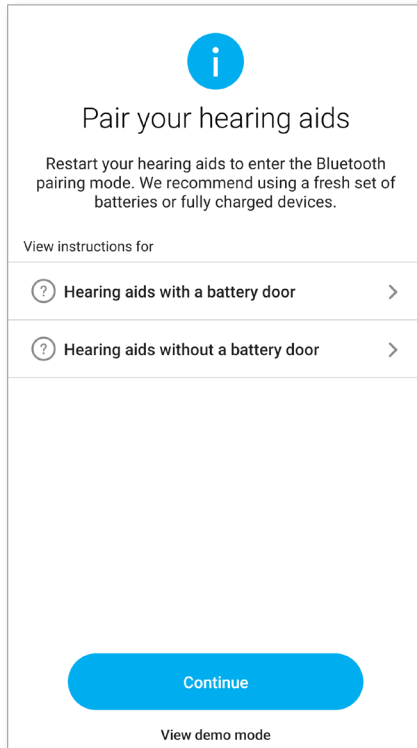 i
Pair your hearing aids
Restart your hearing aids to enter the Bluetooth
pairing mode. We recommend using a fresh set of
batteries or fully charged devices.
View instructions for
? Hearing aids with a battery door
? Hearing aids without a battery door
Continue
View demo mode